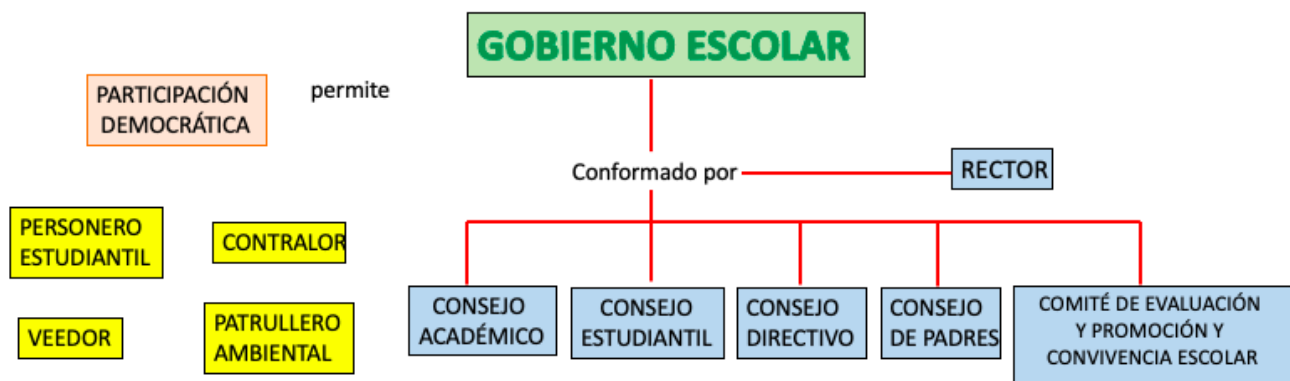 GOBIERNO ESCOLAR
PARTICIPACIÓN
DEMOCRÁTICA
permite
Conformado por
RECTOR
PERSONERO
ESTUDIANTIL
CONTRALOR
VEEDOR
PATRULLERO
AMBIENTAL
CONSEJO
ACADÉMICO
CONSEJO
ESTUDIANTIL
CONSEJO
DIRECTIVO
CONSEJO
DE PADRES
COMITÉ DE EVALUACIÓN
Y PROMOCIÓN Y
CONVIVENCIA ESCOLAR